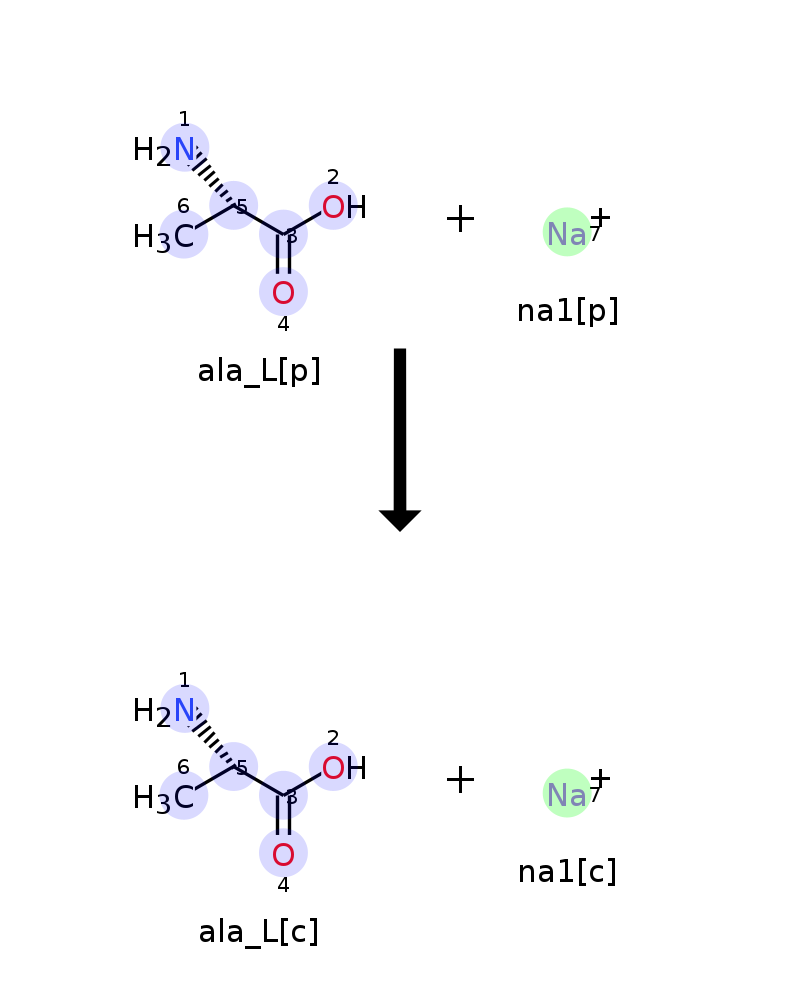 1
H2N
6
5
2
OH
H3C
3
O
4
+
Na+
7
ala_L[p]
na1[p]
1
H2N
6
5
2
OH
H3C
3
O
4
+
Na+
7
ala_L[c]
na1[c]